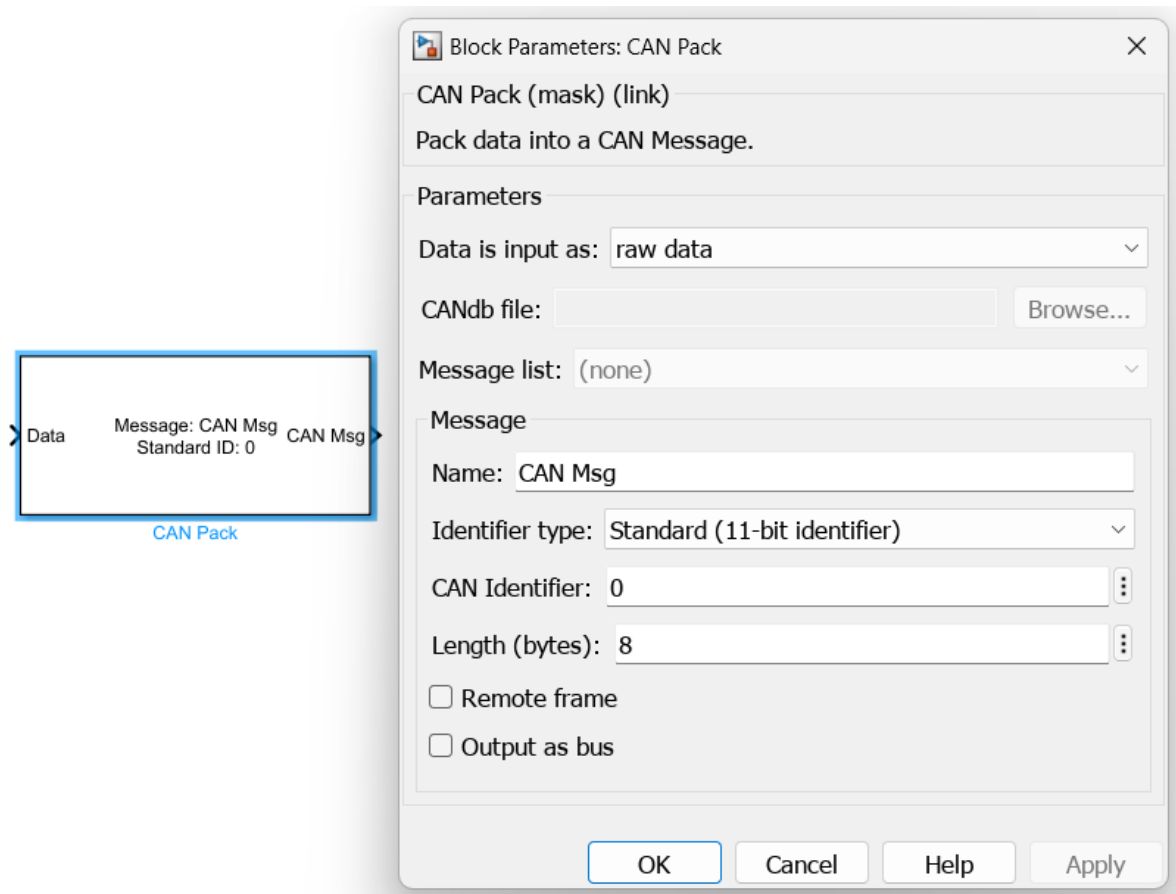 Block Parameters: CAN Pack
CAN Pack (mask) (link)
Pack data into a CAN Message.
Parameters
Data is input as: raw data
CANdb file: Browse...
Message list: (none)
Message
Name: CAN Msg
Identifier type: Standard (11-bit identifier)
CAN Identifier: 0
Length (bytes): 8
Remote frame
Output as bus
OK Cancel Help Apply
Data
Message: CAN Msg
Standard ID: 0
CAN Msg
CAN Pack